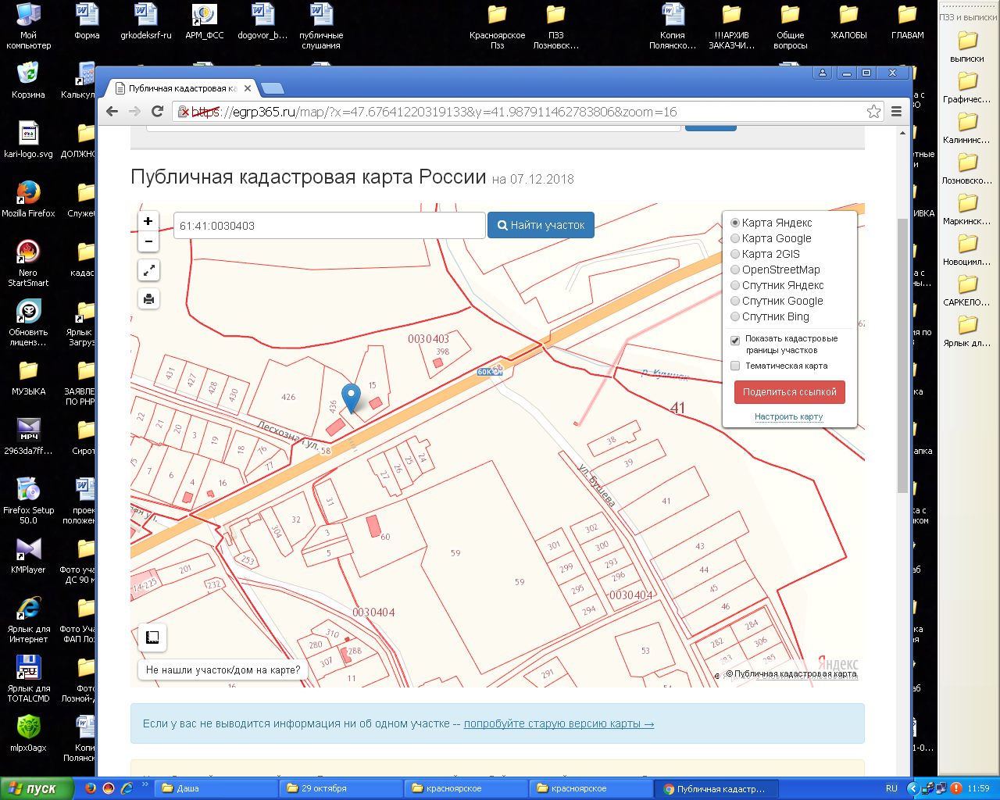 Мой компьютер
Форма
grkodeksrf-ru
АРМ_ФСС
dogovor_b...
публичные слушания
Красноярское Пзз
ПЗЗ Лозновск...
Копия Полянско...
!!!АРХИВ ЗАКАЗЧИ...
Общие вопросы
ЖАЛОБЫ
ГЛАВАМ
ПЗЗ и выписки
выписки
Графичес...
Калининс...
Лозновско...
Маркинск...
Новоцимл...
САРКЕЛО...
Ярлык дл...
Корзина
Калькул
kari-logo.svg
ДОЛЖНО
Mozilla Firefox
Служе
Nero StartSmart
кадас
Обновить лиценз...
Ярлык Загруз
МУЗЫКА
ЗАЯВЛЕ ПО РНР
2963da7ff...
Сирот
Firefox Setup 50.0
проек положен
KMPlayer
Фото уча ДС 90 м
Ярлык для Интернет
Фото Уча ФАП Лоз
Ярлык для TOTALCMD
Фото Лозной-Д
mlpx0agx
Копи Полянск
Публичная кадастровая ка
https://egrp365.ru/map/?x=47.67641220319133&y=41.987911462783806&zoom=16
Публичная кадастровая карта России на 07.12.2018
+
−
61:41:0030403
Найти участок
Карта Яндекс
Карта Google
Карта 2GIS
OpenStreetMap
Спутник Яндекс
Спутник Google
Спутник Bing
Показать кадастровые
границы участков
Тематическая карта
Поделиться ссылкой
Настроить карту
0030403
398
58
р. Кумшак
41
431
427
428
430
426
436
15
Лесхозная ул.
58
172
21
20
3
19
18
76
77
7
6
4
16
27
26
25
24
31
32
304
3
5
253
60
59
59
38
39
ул. Бушева
41
43
44
45
46
301
302
299
300
293
295
296
294
0030404
0030404
201
14-225
232
310
280
288
307
11
16
291
53
54
282
284
283
306
285
Яндекс
© Публичная кадастровая карта
Не нашли участок/дом на карте?
Если у вас не выводится информация ни об одном участке -- попробуйте старую версию карты →
пуск
Даша
29 октября
красноярское
красноярское
Публичная кадастр...
RU
11:59